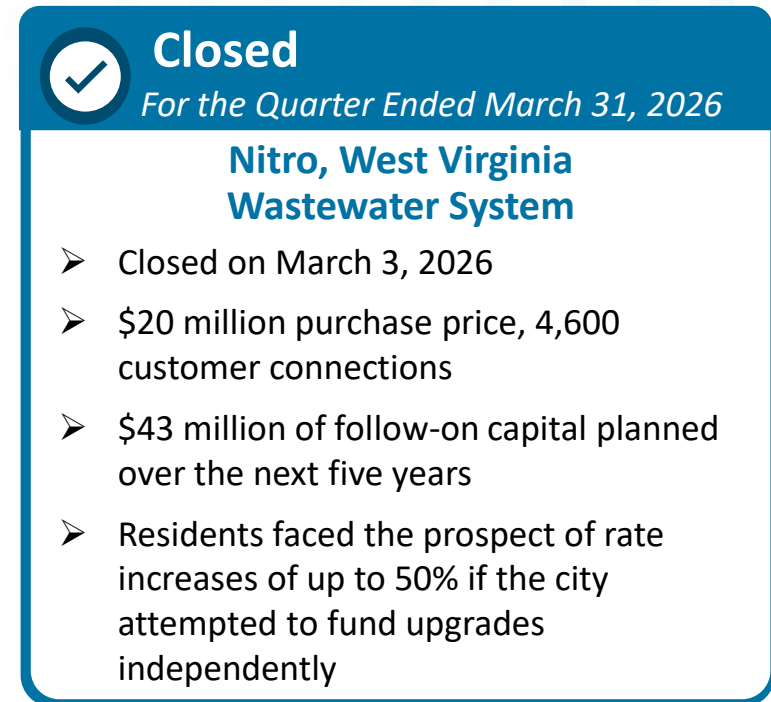 Closed
For the Quarter Ended March 31, 2026
Nitro, West Virginia
Wastewater System
➢ Closed on March 3, 2026
➢ $20 million purchase price, 4,600
customer connections
➢ $43 million of follow-on capital planned
over the next five years
➢ Residents faced the prospect of rate
increases of up to 50% if the city
attempted to fund upgrades
independently